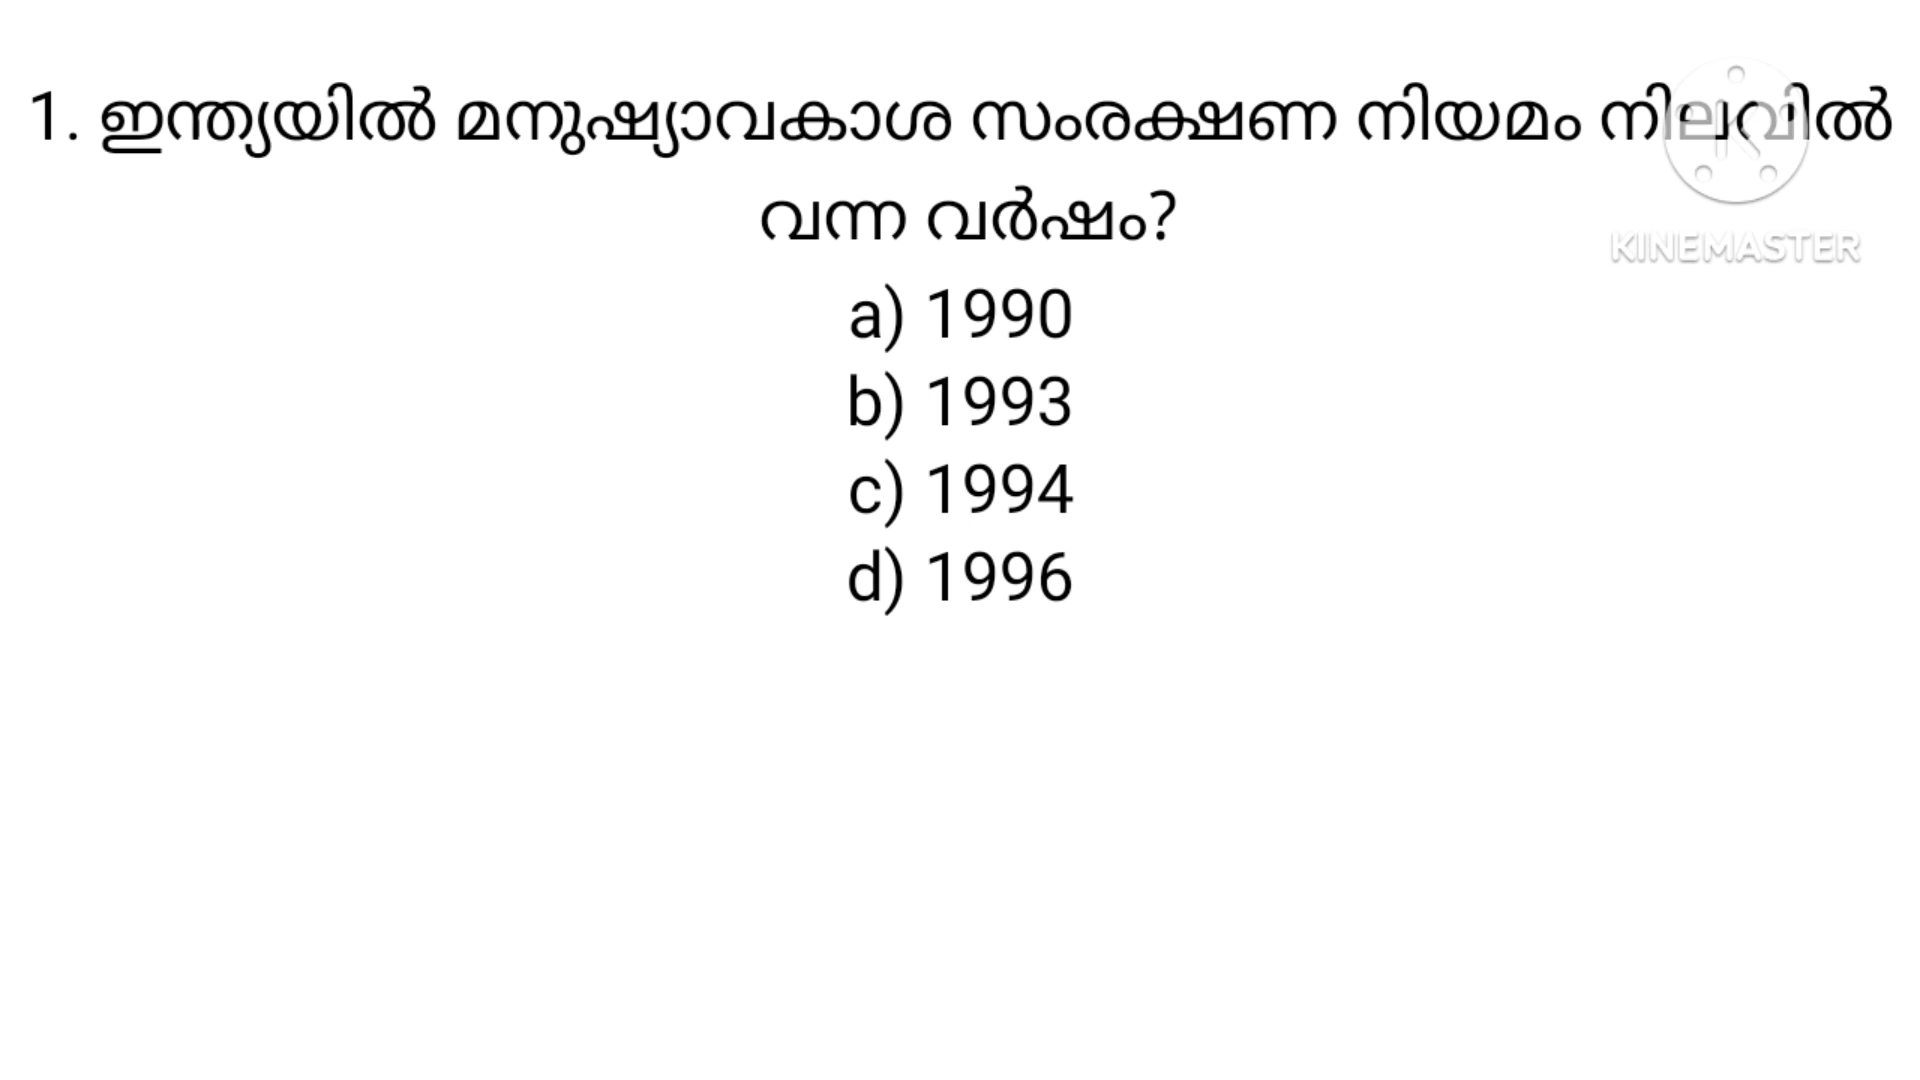 1. ഇന്ത്യയിൽ മനുഷ്യാവകാശ സംരക്ഷണ നിയമം നിലവിൽ
വന്ന വർഷം?
KINEMASTER
a) 1990
b) 1993
c) 1994
d) 1996